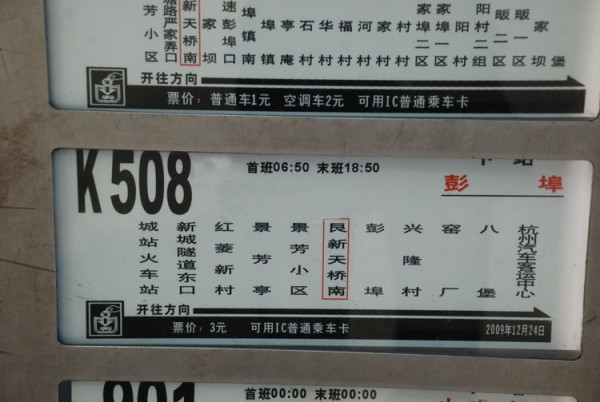 芳小区
严家弄口
新天桥南
家坝
速彭埠口
埠镇南
埠镇
亭庵
石村
华村
福村
河村
家村
村
家埠二区
家埠一区
阳村
阳村二组
畈二区
畈一区
家坝
堡
开往方向
票价：普通车1元 空调车2元 可用IC普通乘车卡
K508
首班06:50 末班18:50
下站
彭埠
城站火车站
新城隧道东口
红菱新村
景芳亭
景芳小区
艮新天桥南
彭埠
兴隆村
窑厂
八堡
杭州汽车客运中心
开往方向
票价：3元 可用IC普通乘车卡
2009年12月24日
901
首班00:00 末班00:00